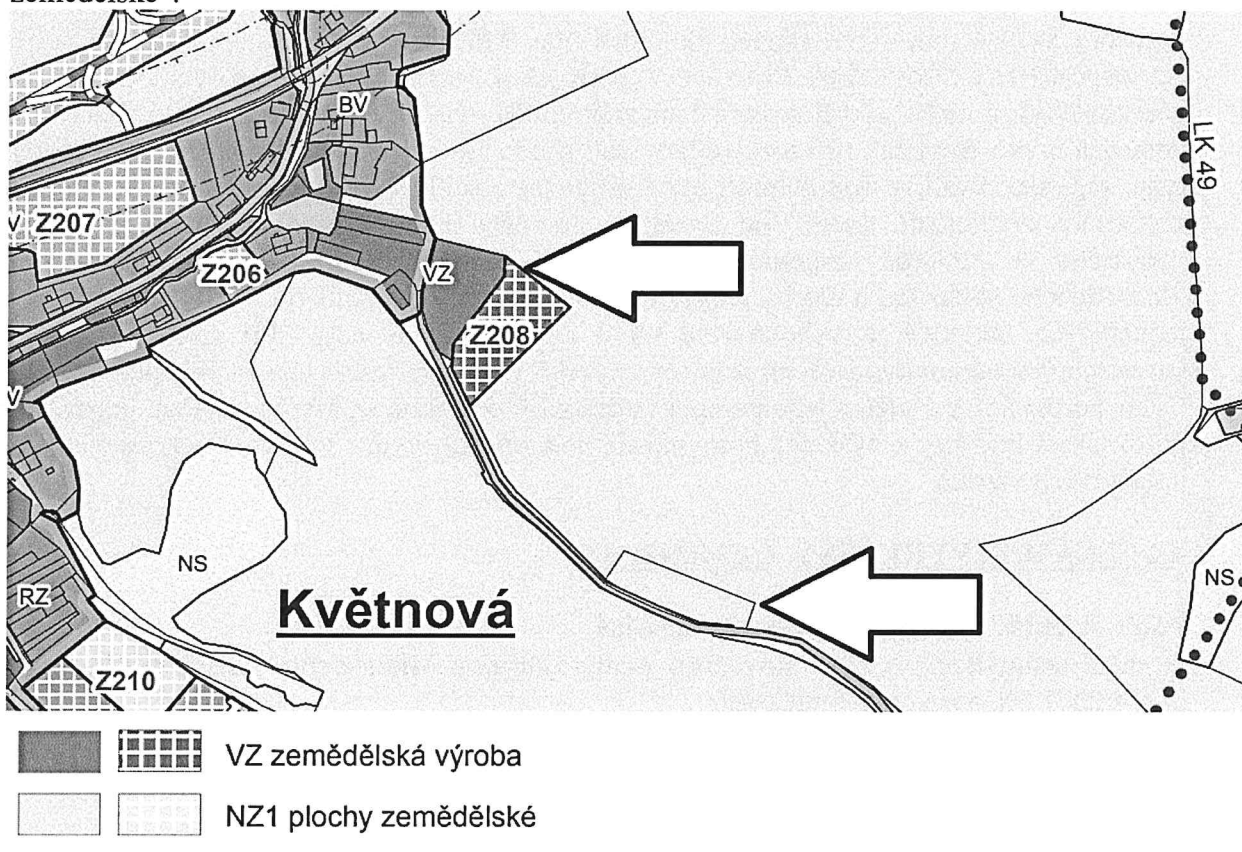 BV
LK 49
V Z207
Z206
VZ
Z208
V
NS
NS
RZ
Květnová
Z210
VZ zemědělská výroba
NZ1 plochy zemědělské